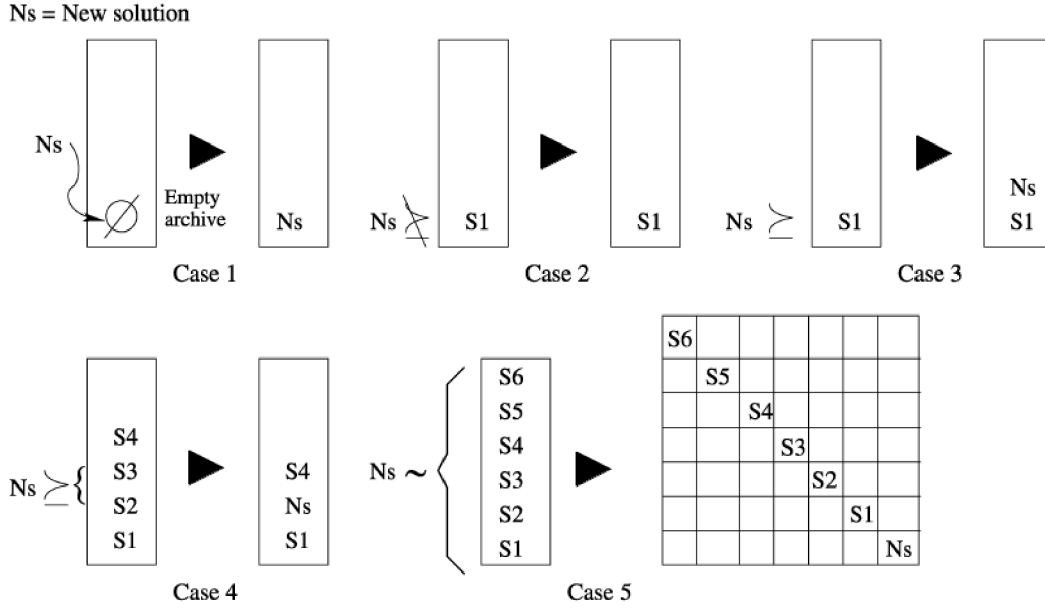 Ns = New solution
Ns
Empty
archive
Ns
Case 1
Ns ⋡ S1
S1
Case 2
Ns ⪰ S1
Ns
S1
Case 3
Ns ⪰ {
S4
S3
S2
S1
S4
Ns
S1
Case 4
Ns ~ {
S6
S5
S4
S3
S2
S1
Case 5
S6
S5
S4
S3
S2
S1
Ns